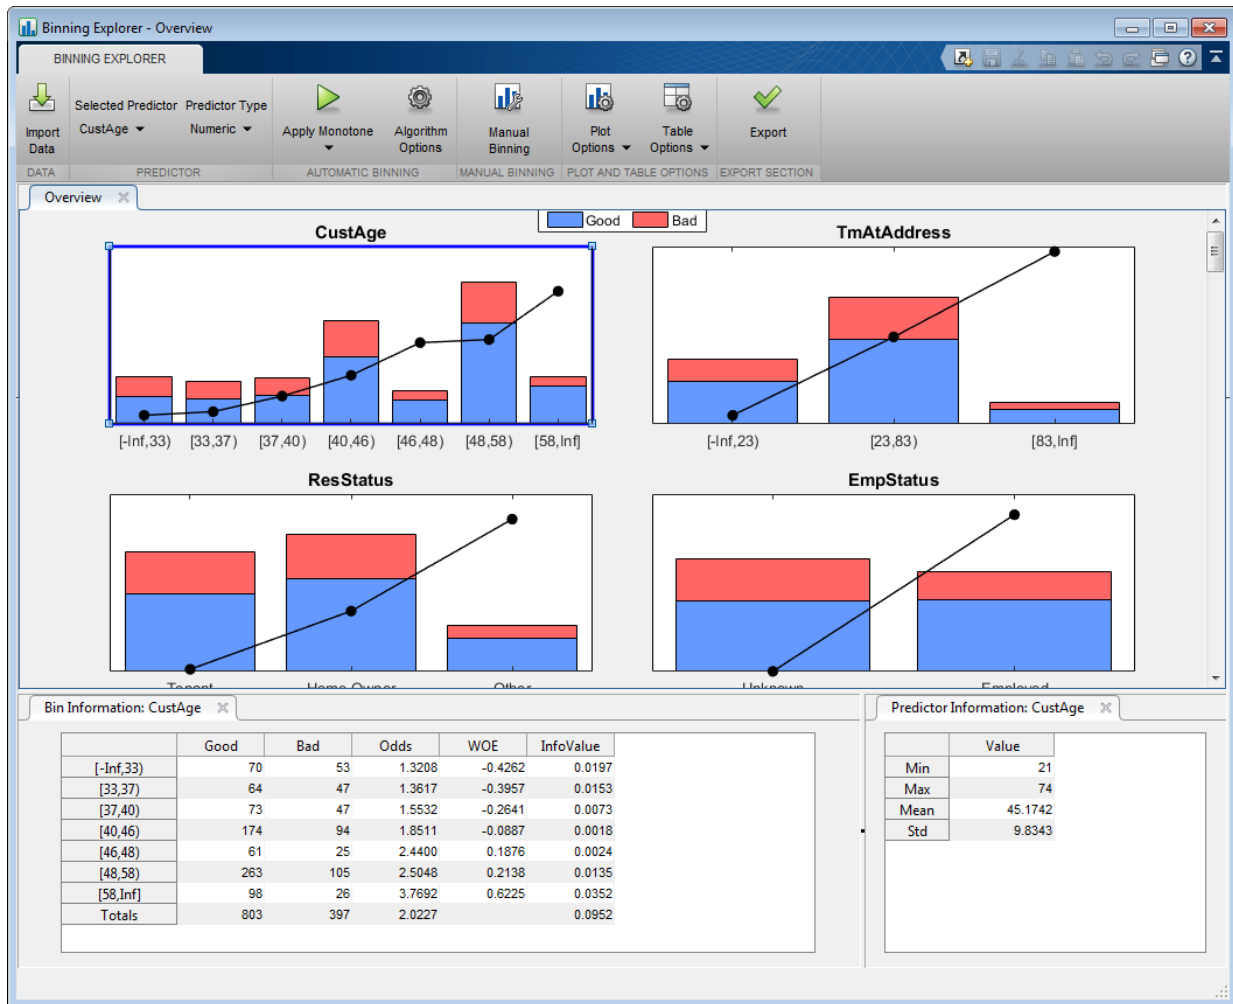 Binning Explorer - Overview
BINNING EXPLORER
Import Data
Selected Predictor
CustAge
Predictor Type
Numeric
Apply Monotone
Algorithm Options
Manual Binning
Plot Options
Table Options
Export
DATA
PREDICTOR
AUTOMATIC BINNING
MANUAL BINNING
PLOT AND TABLE OPTIONS
EXPORT SECTION
Overview
Good Bad
CustAge
[-Inf,33) [33,37) [37,40) [40,46) [46,48) [48,58) [58,Inf]
TmAtAddress
[-Inf,23) [23,83) [83,Inf]
ResStatus
Tenant Home Owner Other
EmpStatus
Unknown Employed
Bin Information: CustAge
Good Bad Odds WOE InfoValue
[-Inf,33) 70 53 1.3208 -0.4262 0.0197
[33,37) 64 47 1.3617 -0.3957 0.0153
[37,40) 73 47 1.5532 -0.2641 0.0073
[40,46) 174 94 1.8511 -0.0887 0.0018
[46,48) 61 25 2.4400 0.1876 0.0024
[48,58) 263 105 2.5048 0.2138 0.0135
[58,Inf] 98 26 3.7692 0.6225 0.0352
Totals 803 397 2.0227 0.0952
Predictor Information: CustAge
Value
Min 21
Max 74
Mean 45.1742
Std 9.8343